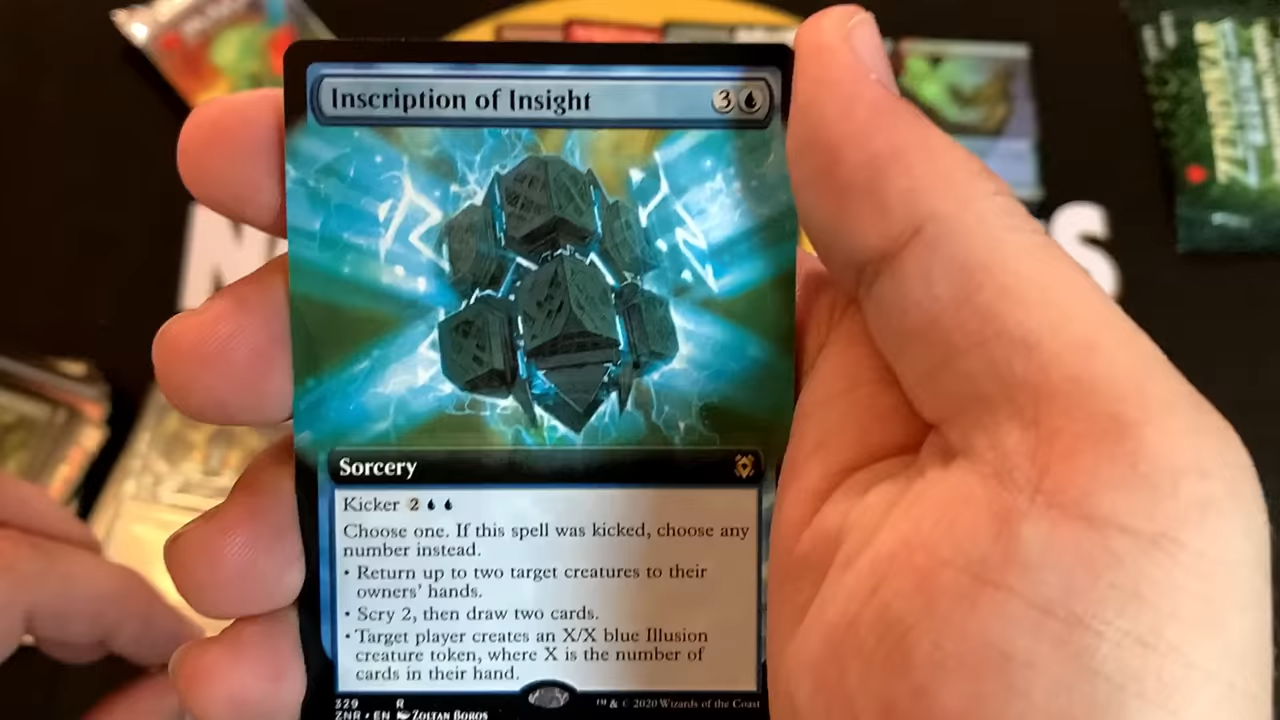 Inscription of Insight 3
Sorcery
Kicker 2
Choose one. If this spell was kicked, choose any
number instead.
• Return up to two target creatures to their
owners' hands.
• Scry 2, then draw two cards.
• Target player creates an X/X blue Illusion
creature token, where X is the number of
cards in their hand.
329 R
ZNR • EN ZOLTAN BOROS
™ & © 2020 Wizards of the Coast
ZENDIKAR